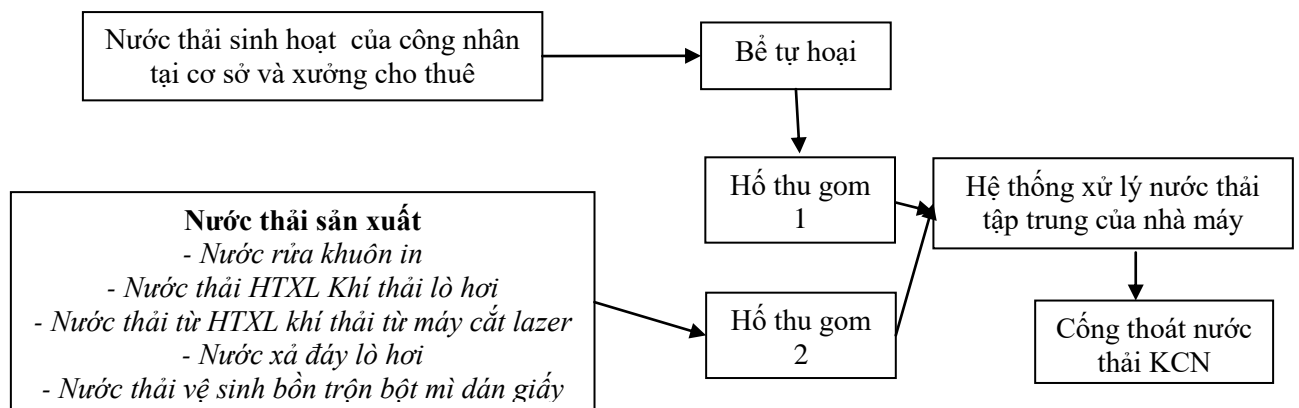 Nước thải sinh hoạt của công nhân
tại cơ sở và xưởng cho thuê
Bể tự hoại
Hố thu gom
1
Hệ thống xử lý nước thải
tập trung của nhà máy
Nước thải sản xuất
- Nước rửa khuôn in
- Nước thải HTXL Khí thải lò hơi
- Nước thải từ HTXL khí thải từ máy cắt lazer
- Nước xả đáy lò hơi
- Nước thải vệ sinh bồn trộn bột mì dán giấy
Hố thu gom
2
Cống thoát nước
thải KCN